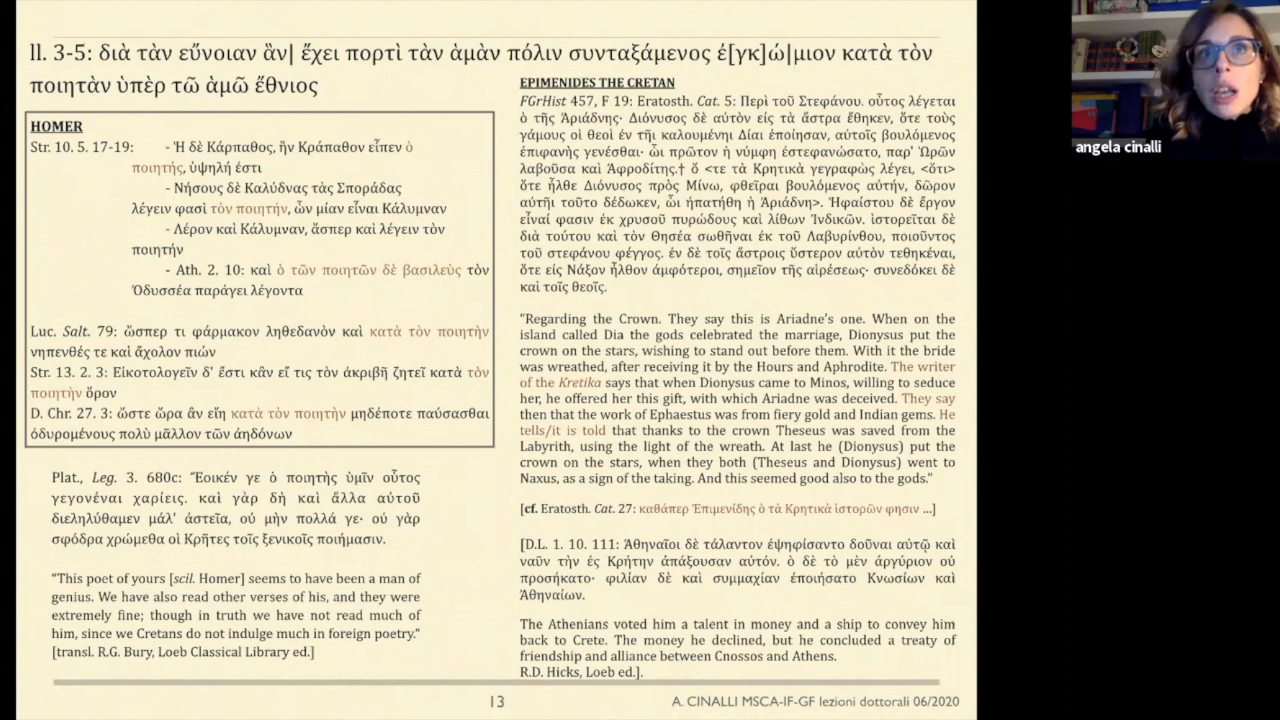 ll. 3-5: διὰ τὰν εὔνοιαν ἃν| ἔχει πορτὶ τὰν ἁμὰν πόλιν συνταξάμενος ἐ[γκ]ώ|μιον κατὰ τὸν
ποιητὰν ὑπὲρ τῶ ἁμῶ ἔθνιος
HOMER
Str. 10. 5. 17-19: - Ἡ δὲ Κάρπαθος, ἣν Κράπαθον εἶπεν ὁ
ποιητής, ὑψηλή ἐστι
- Νήσους δὲ Καλύδνας τὰς Σποράδας
λέγειν φασὶ τὸν ποιητήν, ὧν μίαν εἶναι Κάλυμναν
- Λέρον καὶ Κάλυμναν, ἅσπερ καὶ λέγειν τὸν
ποιητήν
- Ath. 2. 10: καὶ ὁ τῶν ποιητῶν δὲ βασιλεὺς τὸν
Ὀδυσσέα παράγει λέγοντα
Luc. Salt. 79: ὥσπερ τι φάρμακον ληθεδανὸν καὶ κατὰ τὸν ποιητὴν
νηπενθές τε καὶ ἄχολον πιών
Str. 13. 2. 3: Εἰκοτολογεῖν δ' ἔστι κἂν εἴ τις τὸν ἀκριβῆ ζητεῖ κατὰ τὸν
ποιητὴν ὅρον
D. Chr. 27. 3: ὥστε ὥρα ἂν εἴη κατὰ τὸν ποιητὴν μηδέποτε παύσασθαι
ὀδυρομένους πολὺ μᾶλλον τῶν ἀηδόνων
Plat., Leg. 3. 680c: "Ἔοικέν γε ὁ ποιητὴς ὑμῖν οὗτος
γεγονέναι χαρίεις. καὶ γὰρ δὴ καὶ ἄλλα αὐτοῦ
διεληλύθαμεν μάλ' ἀστεῖα, οὐ μὴν πολλά γε· οὐ γὰρ
σφόδρα χρώμεθα οἱ Κρῆτες τοῖς ξενικοῖς ποιήμασιν.
"This poet of yours [scil. Homer] seems to have been a man of
genius. We have also read other verses of his, and they were
extremely fine; though in truth we have not read much of
him, since we Cretans do not indulge much in foreign poetry."
[transl. R.G. Bury, Loeb Classical Library ed.]
EPIMENIDES THE CRETAN
FGrHist 457, F 19: Eratosth. Cat. 5: Περὶ τοῦ Στεφάνου. οὗτος λέγεται
ὁ τῆς Ἀριάδνης· Διόνυσος δὲ αὐτὸν εἰς τὰ ἄστρα ἔθηκεν, ὅτε τοὺς
γάμους οἱ θεοὶ ἐν τῆι καλουμένηι Δίαι ἐποίησαν, αὐτοῖς βουλόμενος
ἐπιφανὴς γενέσθαι· ὧι πρῶτον ἡ νύμφη ἐστεφανώσατο, παρ' Ὡρῶν
λαβοῦσα καὶ Ἀφροδίτης.† ὅ <τε τὰ Κρητικὰ γεγραφὼς λέγει, <ὅτι>
ὅτε ἦλθε Διόνυσος πρὸς Μίνω, φθεῖραι βουλόμενος αὐτήν, δῶρον
αὐτῆι τοῦτο δέδωκεν, ὧι ἠπατήθη ἡ Ἀριάδνη>. Ἡφαίστου δὲ ἔργον
εἶναί φασιν ἐκ χρυσοῦ πυρώδους καὶ λίθων Ἰνδικῶν. ἱστορεῖται δὲ
διὰ τούτου καὶ τὸν Θησέα σωθῆναι ἐκ τοῦ Λαβυρίνθου, ποιοῦντος
τοῦ στεφάνου φέγγος. ἐν δὲ τοῖς ἄστροις ὕστερον αὐτὸν τεθηκέναι,
ὅτε εἰς Νάξον ἦλθον ἀμφότεροι, σημεῖον τῆς αἱρέσεως· συνεδόκει δὲ
καὶ τοῖς θεοῖς.
"Regarding the Crown. They say this is Ariadne's one. When on the
island called Dia the gods celebrated the marriage, Dionysus put the
crown on the stars, wishing to stand out before them. With it the bride
was wreathed, after receiving it by the Hours and Aphrodite. The writer
of the Kretika says that when Dionysus came to Minos, willing to seduce
her, he offered her this gift, with which Ariadne was deceived. They say
then that the work of Ephaestus was from fiery gold and Indian gems. He
tells/it is told that thanks to the crown Theseus was saved from the
Labyrith, using the light of the wreath. At last he (Dionysus) put the
crown on the stars, when they both (Theseus and Dionysus) went to
Naxus, as a sign of the taking. And this seemed good also to the gods."
[cf. Eratosth. Cat. 27: καθάπερ Ἐπιμενίδης ὁ τὰ Κρητικὰ ἱστορῶν φησιν ...]
[D.L. 1. 10. 111: Ἀθηναῖοι δὲ τάλαντον ἐψηφίσαντο δοῦναι αὐτῷ καὶ
ναῦν τὴν ἐς Κρήτην ἀπάξουσαν αὐτόν. ὁ δὲ τὸ μὲν ἀργύριον οὐ
προσήκατο· φιλίαν δὲ καὶ συμμαχίαν ἐποιήσατο Κνωσίων καὶ
Ἀθηναίων.
The Athenians voted him a talent in money and a ship to convey him
back to Crete. The money he declined, but he concluded a treaty of
friendship and alliance between Cnossos and Athens.
R.D. Hicks, Loeb ed.].
13
A. CINALLI MSCA-IF-GF lezioni dottorali 06/2020
angela cinalli